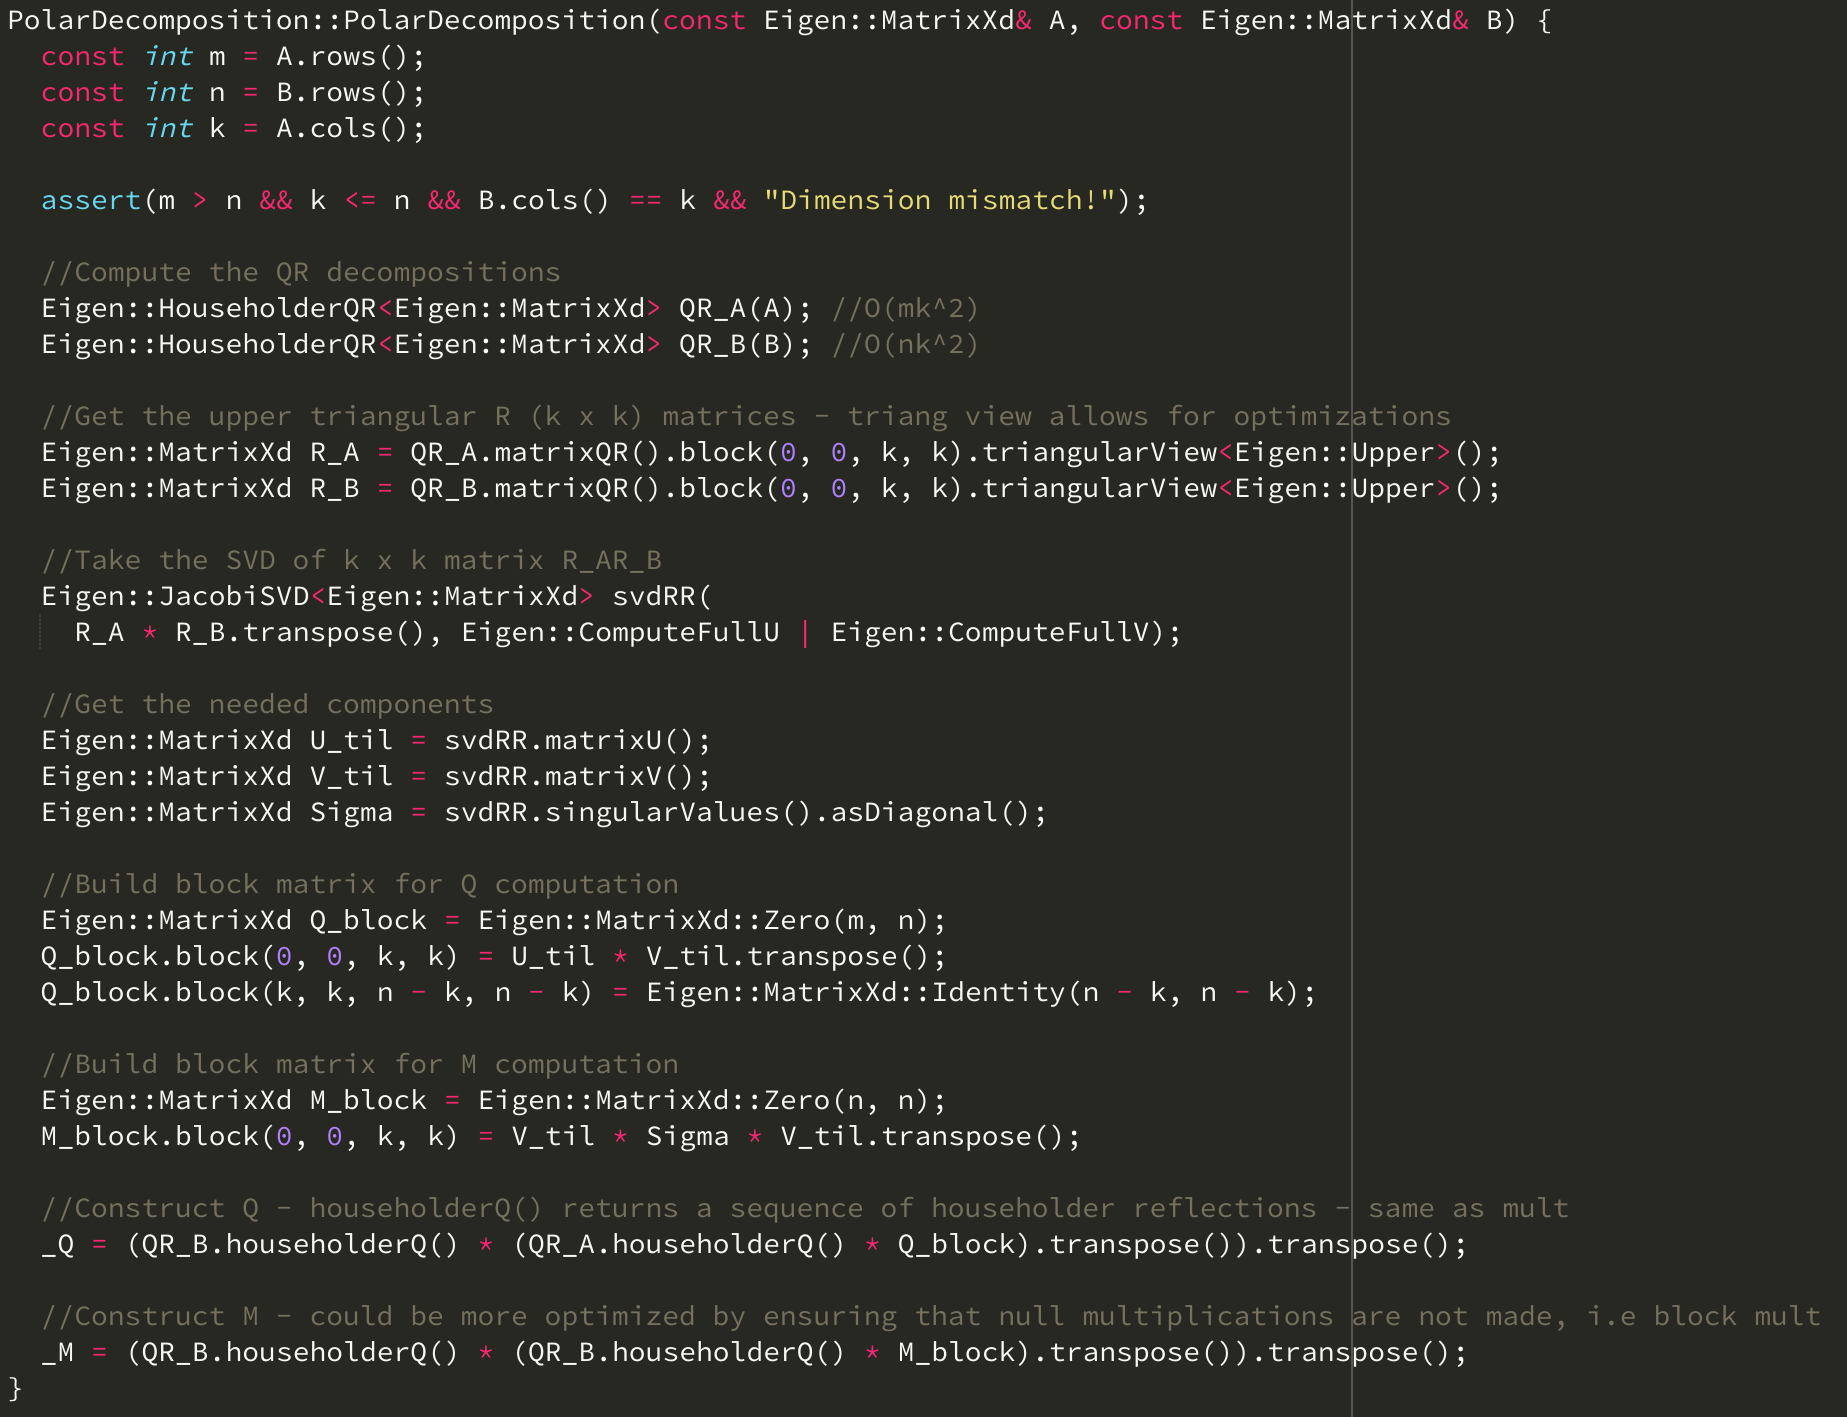 PolarDecomposition::PolarDecomposition(const Eigen::MatrixXd& A, const Eigen::MatrixXd& B) {
  const int m = A.rows();
  const int n = B.rows();
  const int k = A.cols();

  assert(m > n && k <= n && B.cols() == k && "Dimension mismatch!");

  //Compute the QR decompositions
  Eigen::HouseholderQR<Eigen::MatrixXd> QR_A(A); //O(mk^2)
  Eigen::HouseholderQR<Eigen::MatrixXd> QR_B(B); //O(nk^2)

  //Get the upper triangular R (k x k) matrices - triang view allows for optimizations
  Eigen::MatrixXd R_A = QR_A.matrixQR().block(0, 0, k, k).triangularView<Eigen::Upper>();
  Eigen::MatrixXd R_B = QR_B.matrixQR().block(0, 0, k, k).triangularView<Eigen::Upper>();

  //Take the SVD of k x k matrix R_AR_B
  Eigen::JacobiSVD<Eigen::MatrixXd> svdRR(
    R_A * R_B.transpose(), Eigen::ComputeFullU | Eigen::ComputeFullV);

  //Get the needed components
  Eigen::MatrixXd U_til = svdRR.matrixU();
  Eigen::MatrixXd V_til = svdRR.matrixV();
  Eigen::MatrixXd Sigma = svdRR.singularValues().asDiagonal();

  //Build block matrix for Q computation
  Eigen::MatrixXd Q_block = Eigen::MatrixXd::Zero(m, n);
  Q_block.block(0, 0, k, k) = U_til * V_til.transpose();
  Q_block.block(k, k, n - k, n - k) = Eigen::MatrixXd::Identity(n - k, n - k);

  //Build block matrix for M computation
  Eigen::MatrixXd M_block = Eigen::MatrixXd::Zero(n, n);
  M_block.block(0, 0, k, k) = V_til * Sigma * V_til.transpose();

  //Construct Q - householderQ() returns a sequence of householder reflections - same as mult
  _Q = (QR_B.householderQ() * (QR_A.householderQ() * Q_block).transpose()).transpose();

  //Construct M - could be more optimized by ensuring that null multiplications are not made, i.e block mult
  _M = (QR_B.householderQ() * (QR_B.householderQ() * M_block).transpose()).transpose();
}